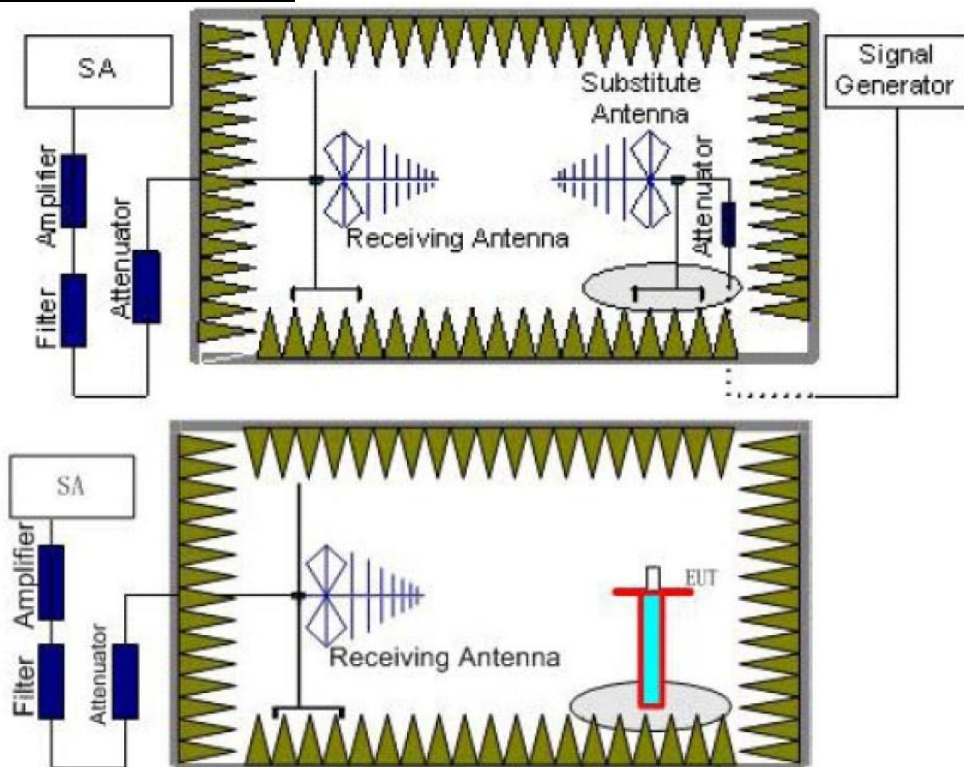 SA
Signal
Generator
Substitute
Antenna
Amplifier
Attenuator
Receiving Antenna
Attenuator
Filter
SA
Amplifier
EUT
Receiving Antenna
Filter
Attenuator